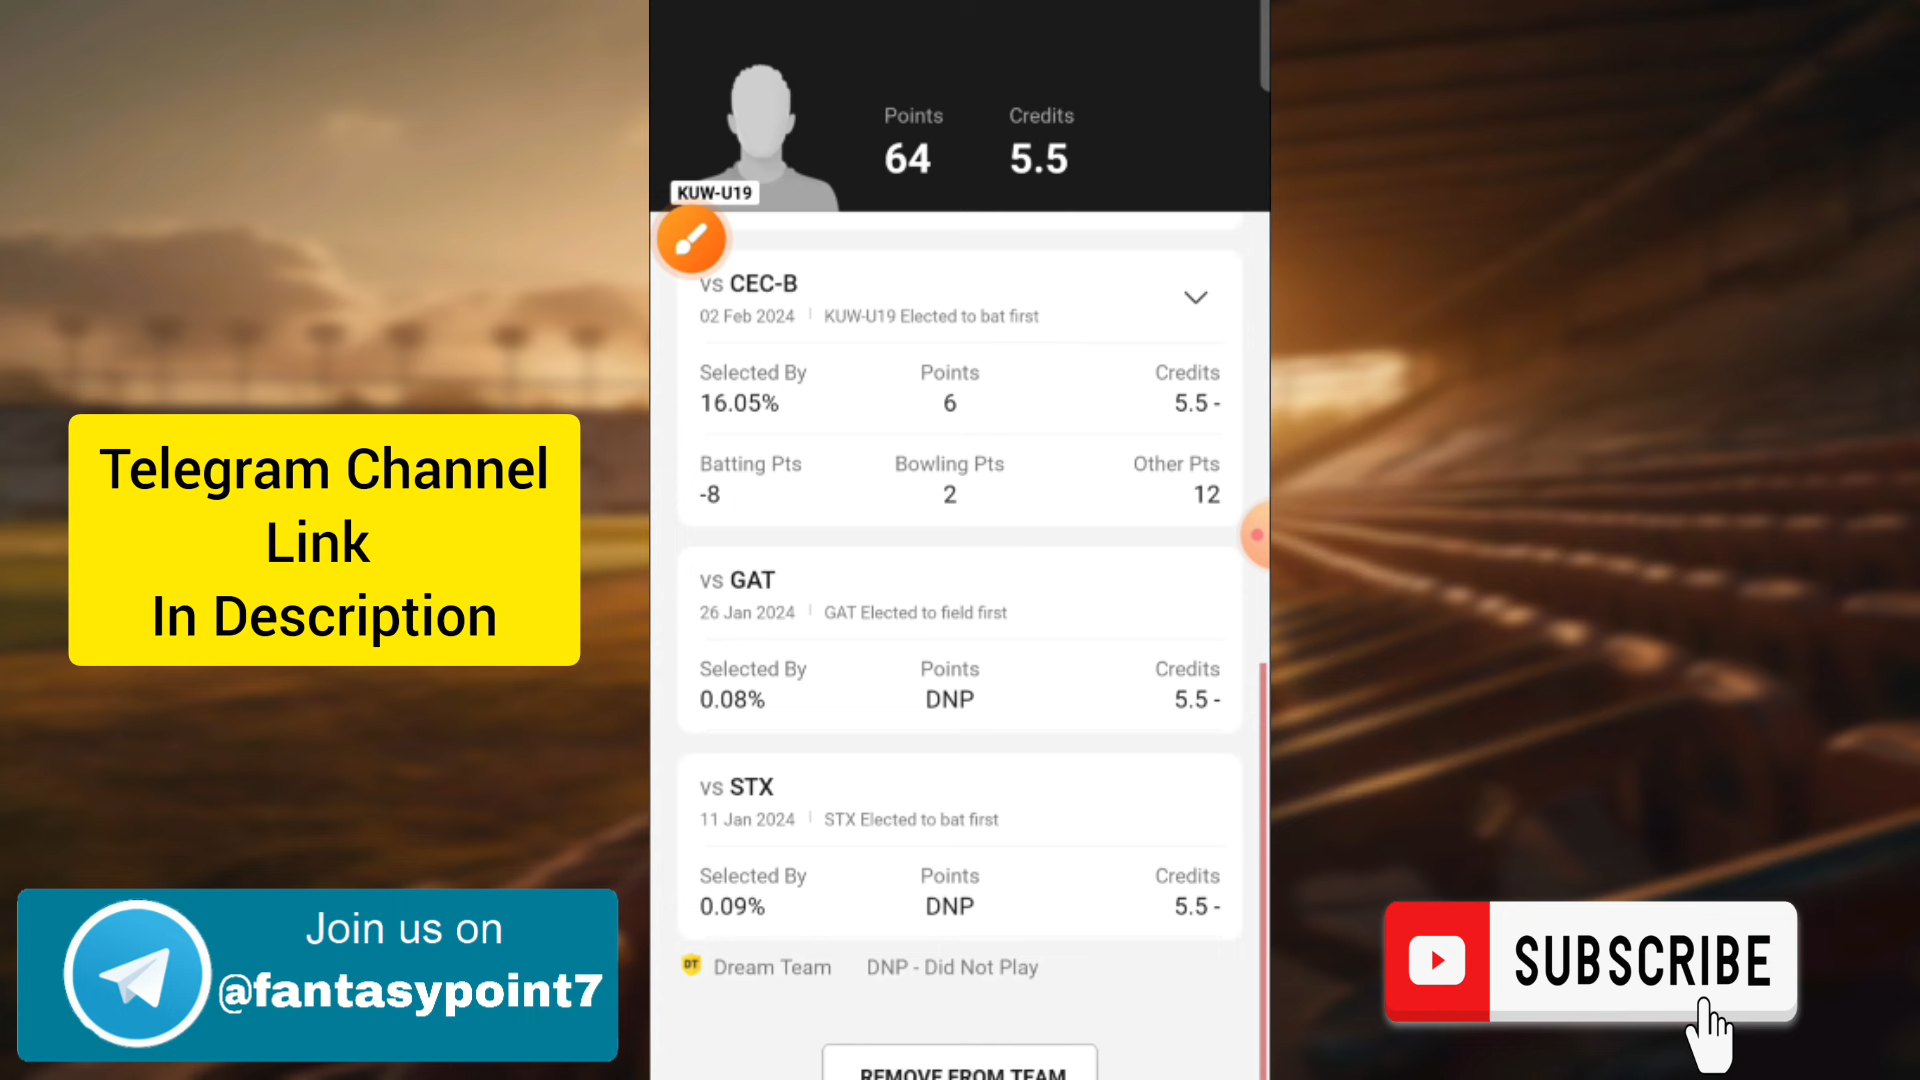 Points Credits
64 5.5
KUW-U19
vs CEC-B
02 Feb 2024 KUW-U19 Elected to bat first
Selected By Points Credits
16.05% 6 5.5 -
Batting Pts Bowling Pts Other Pts
-8 2 12
vs GAT
26 Jan 2024 GAT Elected to field first
Selected By Points Credits
0.08% DNP 5.5 -
vs STX
11 Jan 2024 STX Elected to bat first
Selected By Points Credits
0.09% DNP 5.5 -
DT Dream Team DNP - Did Not Play
REMOVE FROM TEAM
Telegram Channel
Link
In Description
Join us on
@fantasypoint7
SUBSCRIBE